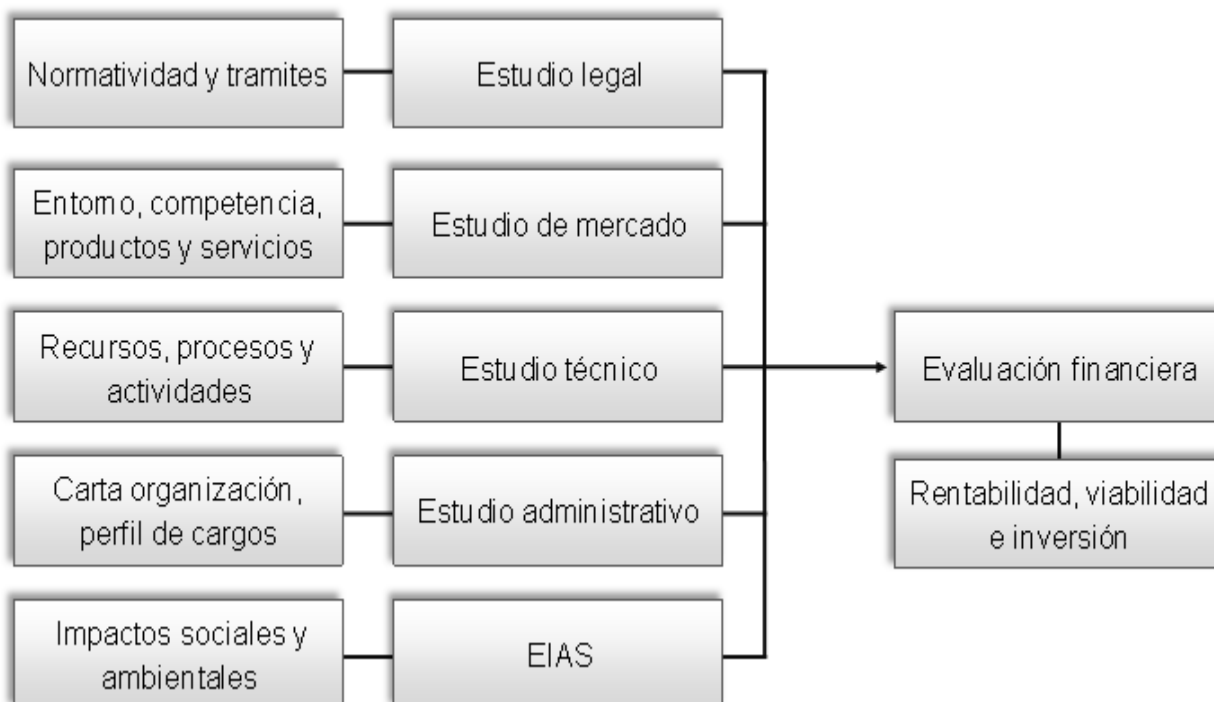 Normatividad y tramites
Estudio legal
Entorno, competencia,
productos y servicios
Estudio de mercado
Recursos, procesos y
actividades
Estudio técnico
Evaluación financiera
Carta organización,
perfil de cargos
Estudio administrativo
Rentabilidad, viabilidad
e inversión
Impactos sociales y
ambientales
EIAS